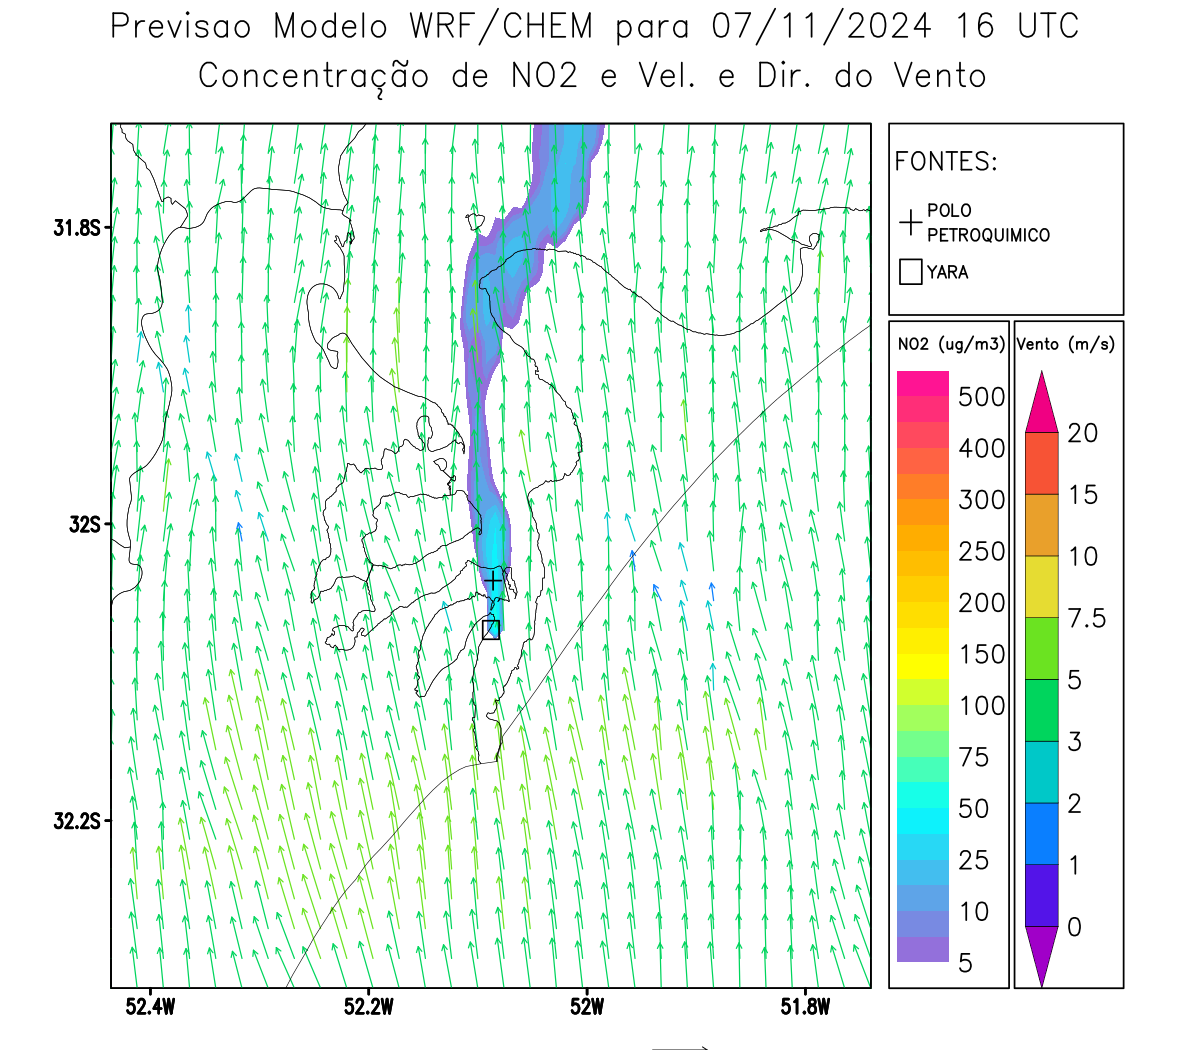 Previsao Modelo WRF/CHEM para 07/11/2024 16 UTC
Concentração de NO2 e Vel. e Dir. do Vento
FONTES:
POLO
PETROQUIMICO
YARA
NO2 (ug/m3)
500
400
300
250
200
150
100
75
50
25
10
5
Vento (m/s)
20
15
10
7.5
5
3
2
1
0
31.8S
32S
32.2S
52.4W
52.2W
52W
51.8W